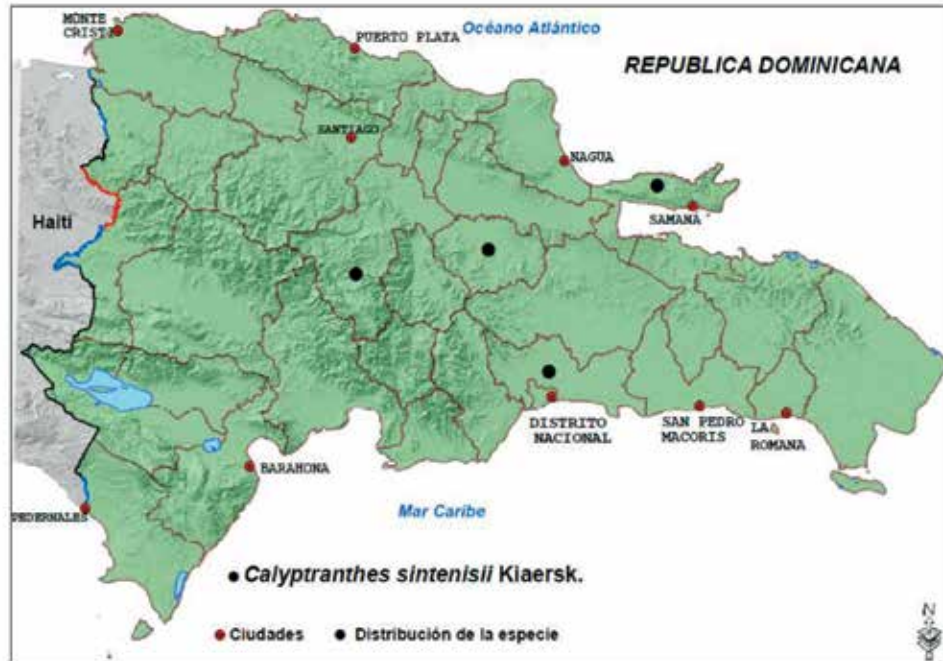 MONTE
CRISTI
PUERTO PLATA
Océano Atlántico
REPUBLICA DOMINICANA
SANTIAGO
NAGUA
SAMANA
Haití
DISTRITO
NACIONAL
SAN PEDRO
MACORIS
LA
ROMANA
BARAHONA
PEDERNALES
Mar Caribe
Calyptranthes sintenisii Kiaersk.
Ciudades
Distribución de la especie
N